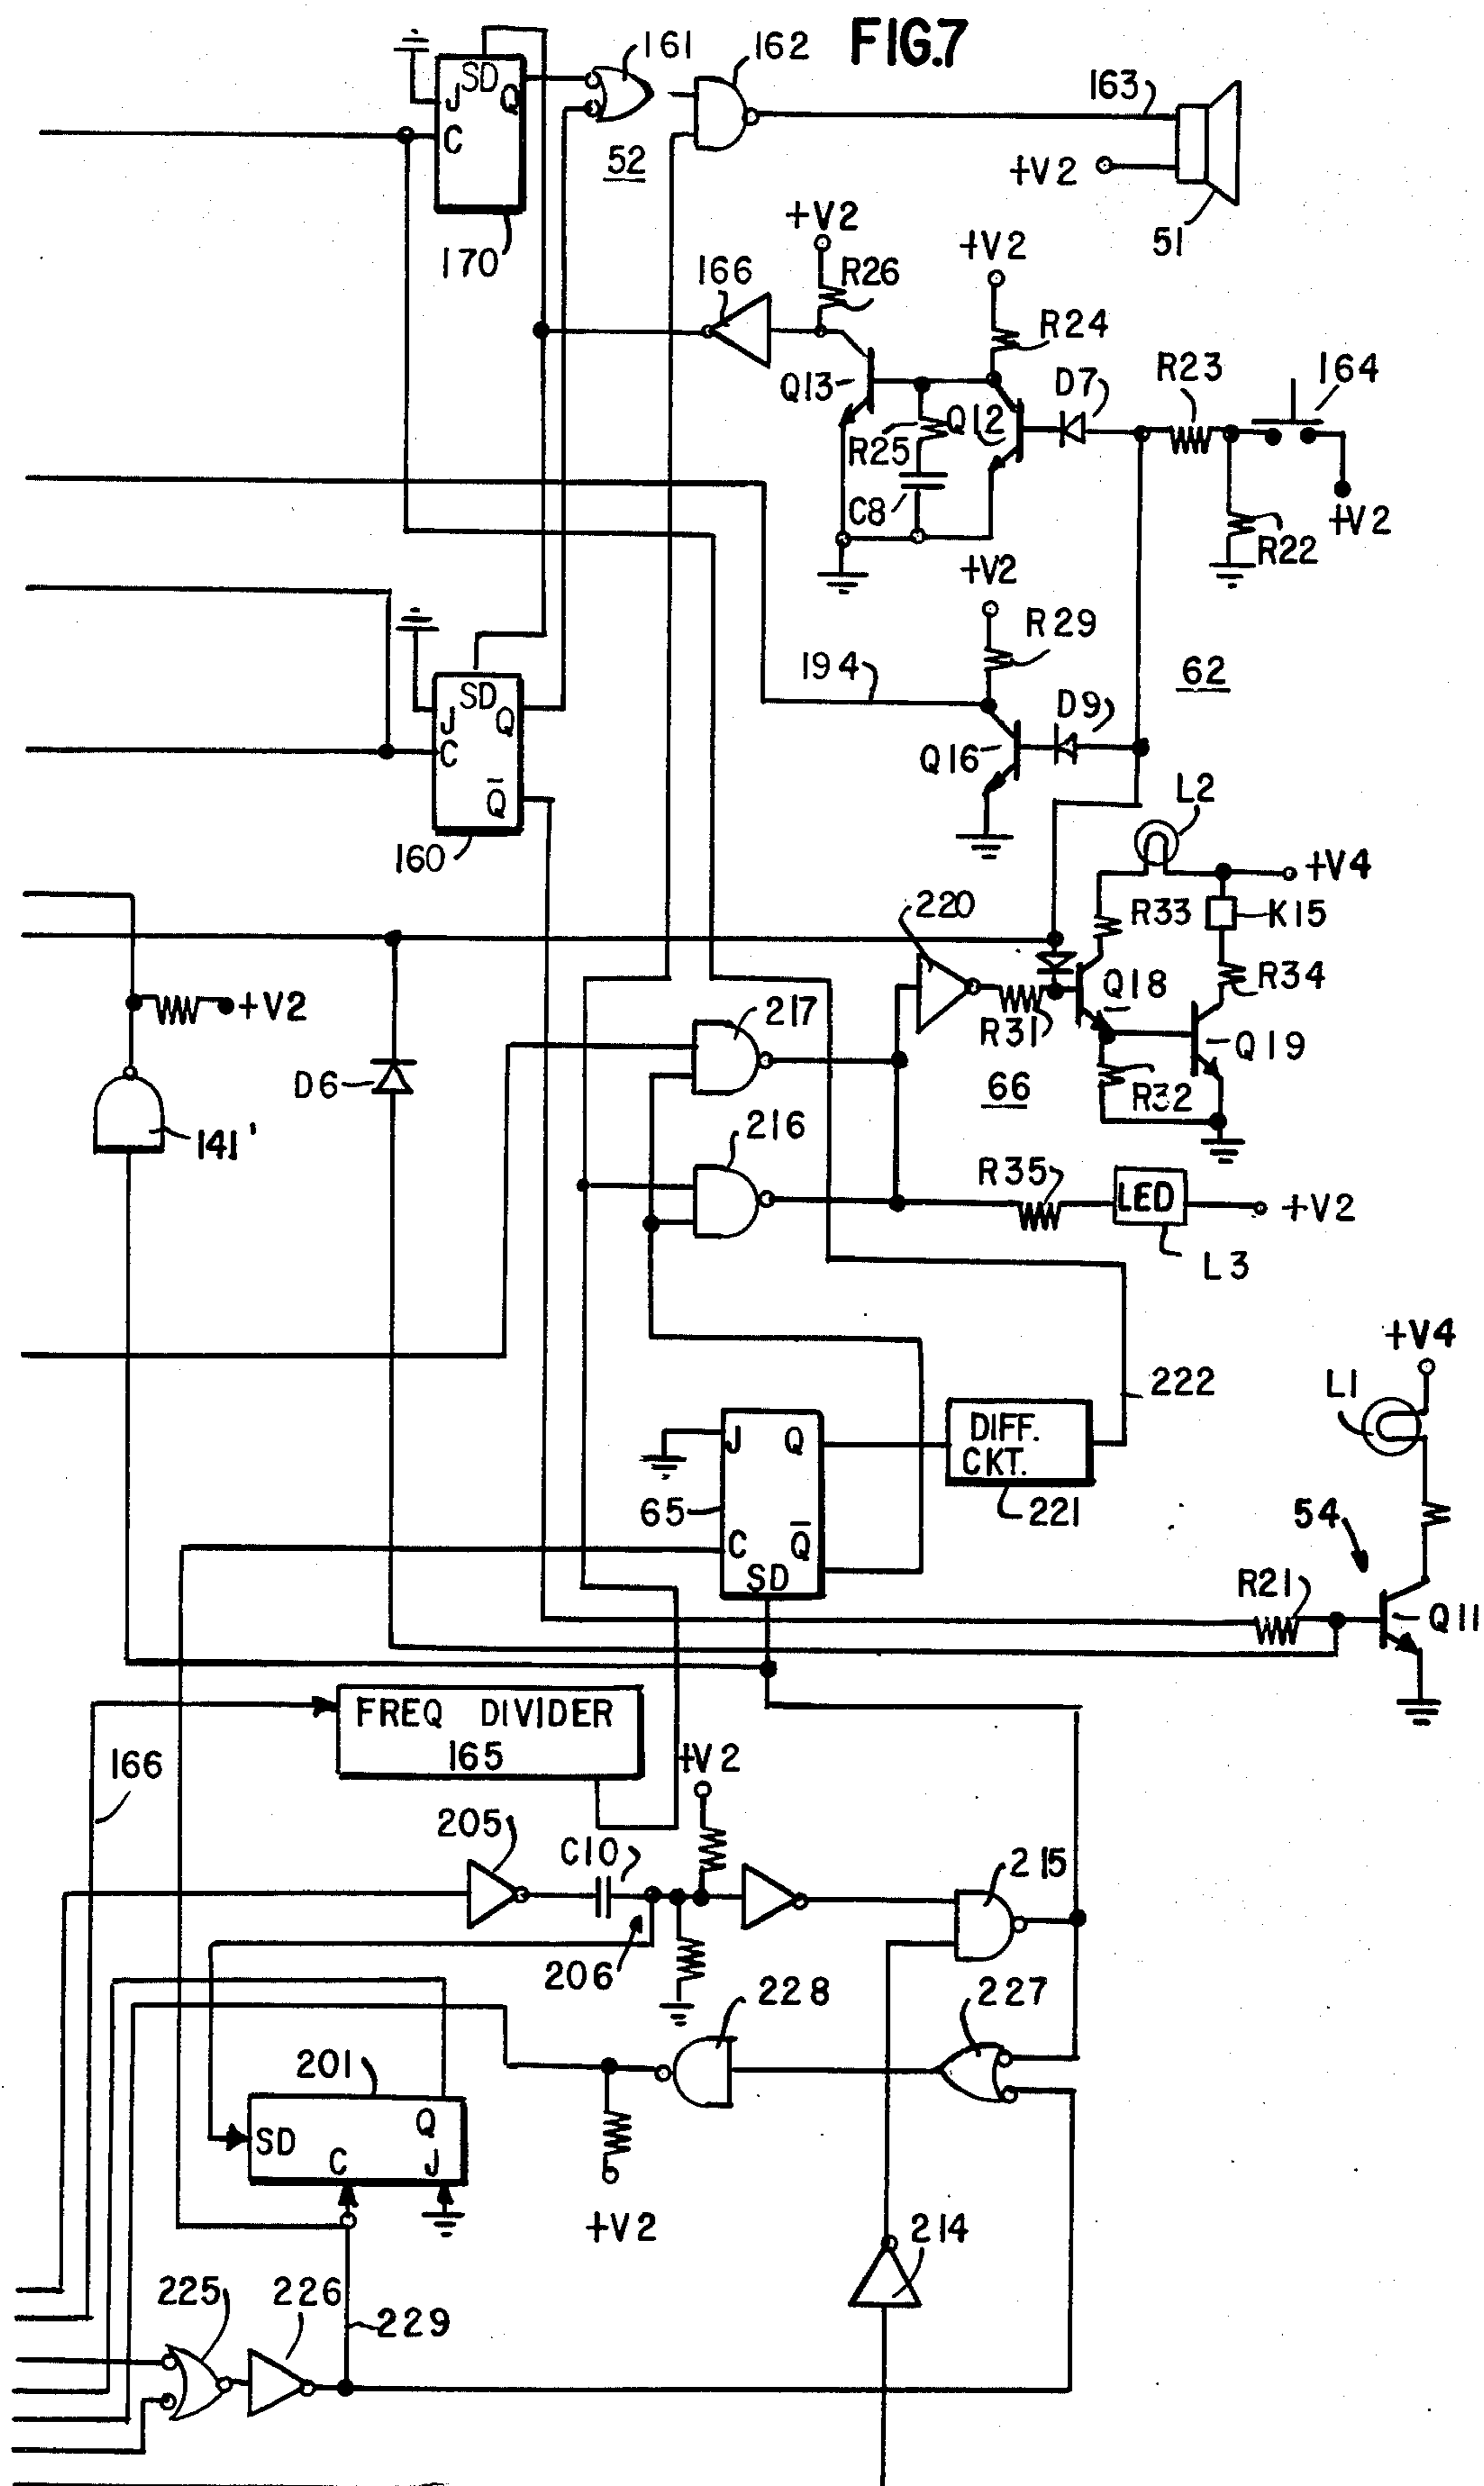 FIG.7
161
162
163
SD
J
Q
C
52
+V2
51
170
+V2
+V2
166
R26
R24
Q13
D7
R23
164
R25
Q12
C8
+V2
R22
+V2
R29
194
62
SD
J
Q
C
Q16
D9
Q̅
L2
160
+V4
220
R33
K15
+V2
217
Q18
R34
R31
Q19
D6
66
R32
141'
216
R35
LED
+V2
L3
+V4
L1
222
J
Q
DIFF.
CKT.
65
221
54
C
Q̅
SD
R21
Q11
FREQ DIVIDER
165
166
+V2
205
C10
215
206
228
227
201
Q
SD
C
J
+V2
214
225
226
229